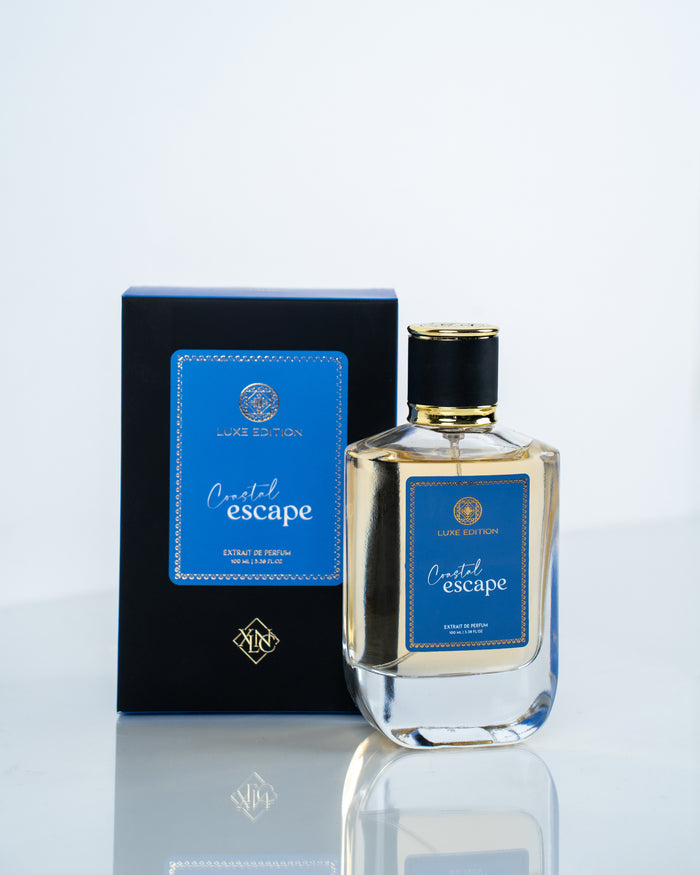 LUXE EDITION
Coastal
escape
EXTRAIT DE PERFUM
100 ML | 3.38 FL.OZ
LUXE EDITION
Coastal
escape
EXTRAIT DE PERFUM
100 ML | 3.38 FL.OZ